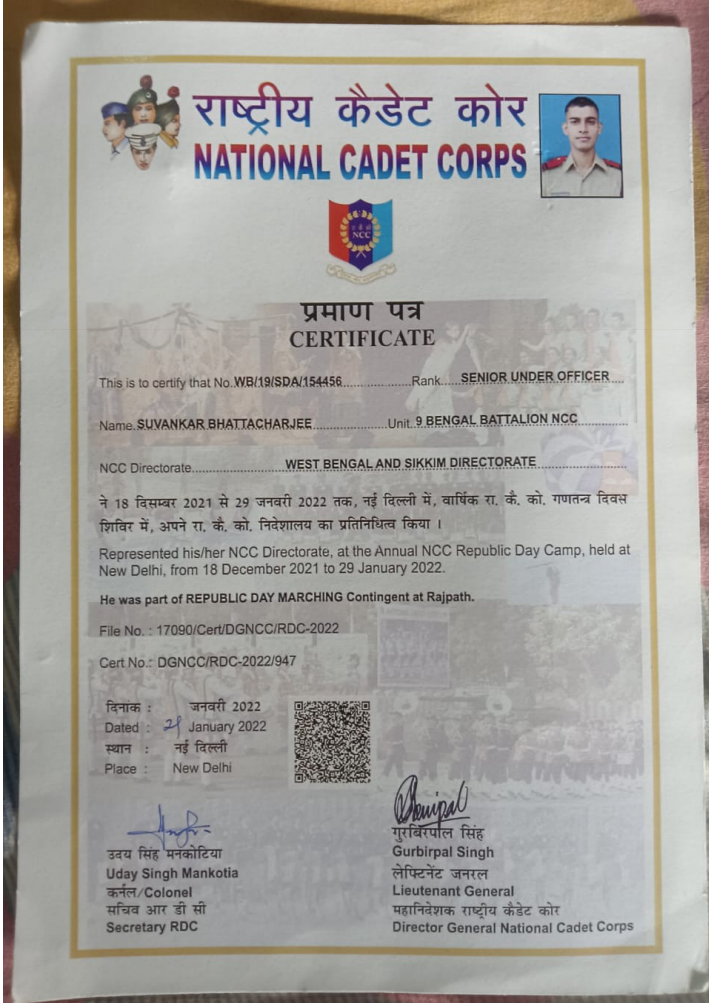 राष्ट्रीय कैडेट कोर
NATIONAL CADET CORPS
NCC
प्रमाण पत्र
CERTIFICATE
This is to certify that No. WB/19/SDA/154456 Rank SENIOR UNDER OFFICER
Name SUVANKAR BHATTACHARJEE Unit 9 BENGAL BATTALION NCC
NCC Directorate WEST BENGAL AND SIKKIM DIRECTORATE
ने 18 दिसम्बर 2021 से 29 जनवरी 2022 तक, नई दिल्ली में, वार्षिक रा. कै. को. गणतन्त्र दिवस
शिविर में, अपने रा. कै. को. निदेशालय का प्रतिनिधित्व किया ।
Represented his/her NCC Directorate, at the Annual NCC Republic Day Camp, held at
New Delhi, from 18 December 2021 to 29 January 2022.
He was part of REPUBLIC DAY MARCHING Contingent at Rajpath.
File No. : 17090/Cert/DGNCC/RDC-2022
Cert No.: DGNCC/RDC-2022/947
दिनांक : जनवरी 2022
Dated : January 2022
स्थान : नई दिल्ली
Place : New Delhi
उदय सिंह मनकोटिया
Uday Singh Mankotia
कर्नल/Colonel
सचिव आर डी सी
Secretary RDC
गुरबिरपाल सिंह
Gurbirpal Singh
लेफ्टिनेंट जनरल
Lieutenant General
महानिदेशक राष्ट्रीय कैडेट कोर
Director General National Cadet Corps